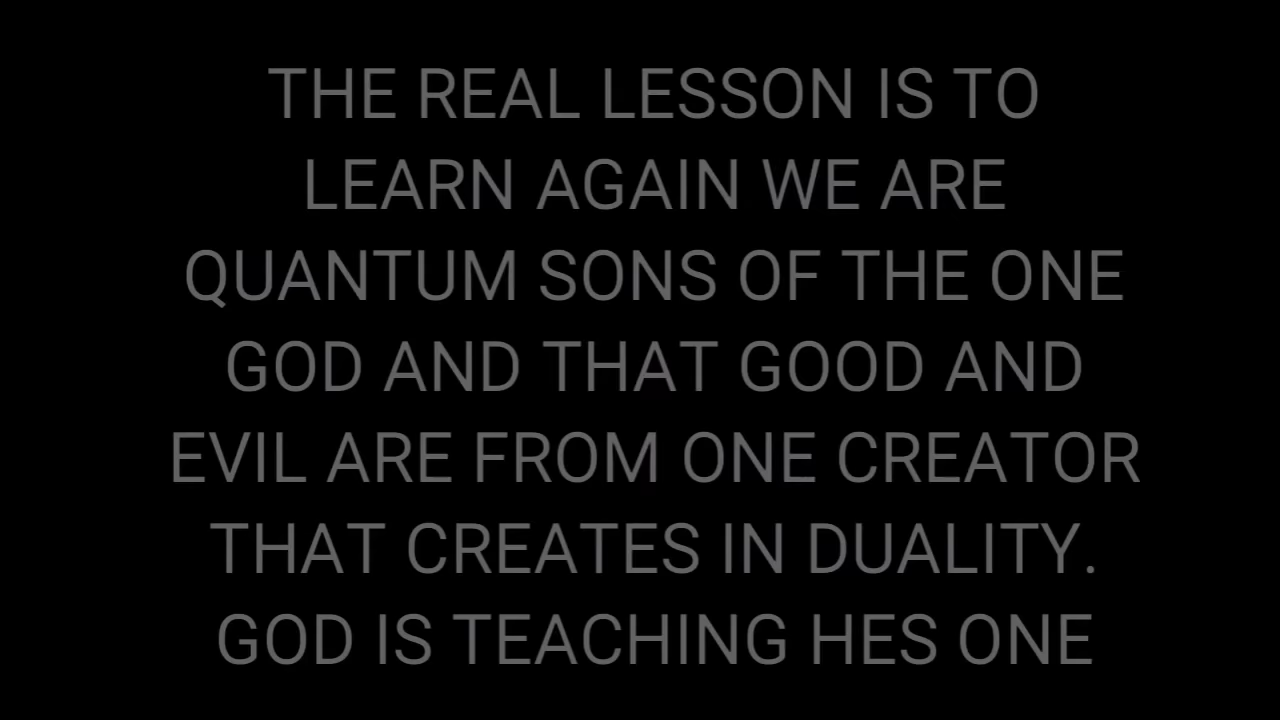 THE REAL LESSON IS TO
LEARN AGAIN WE ARE
QUANTUM SONS OF THE ONE
GOD AND THAT GOOD AND
EVIL ARE FROM ONE CREATOR
THAT CREATES IN DUALITY.
GOD IS TEACHING HES ONE